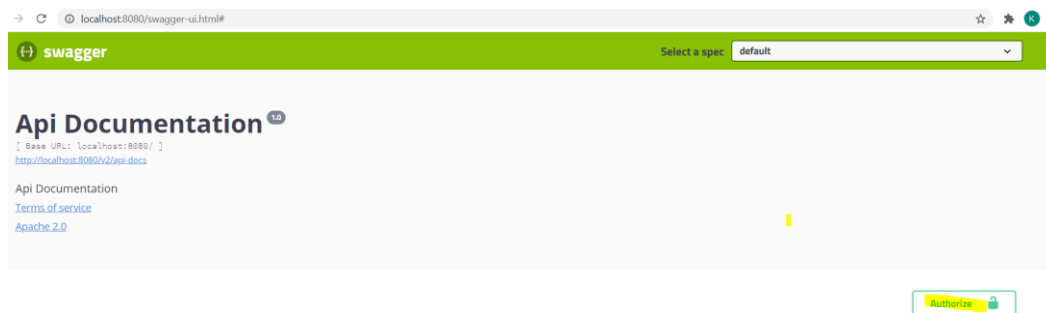 localhost:8080/swagger-ui.html#
K
swagger
Select a spec default
Api Documentation 1.0
[ Base URL: localhost:8080/ ]
http://localhost:8080/v2/api-docs
Api Documentation
Terms of service
Apache 2.0
Authorize